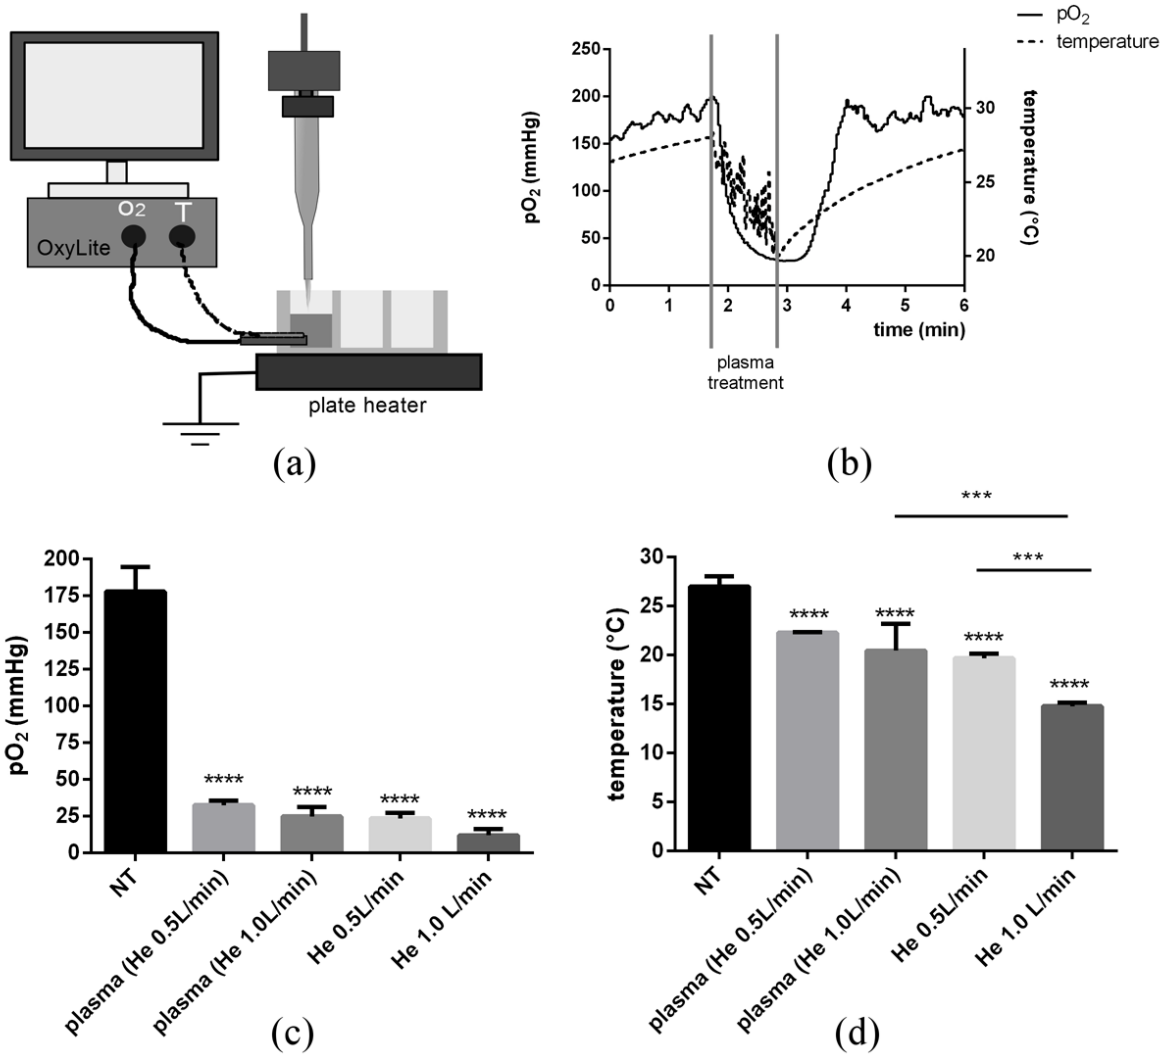 O2 T
OxyLite
plate heater
(a)
pO2
temperature
250
200
150
100
50
0
pO2 (mmHg)
30
25
20
temperature (°C)
0 1 2 3 4 5 6
time (min)
plasma
treatment
(b)
200
175
150
125
100
75
50
25
0
pO2 (mmHg)
****
****
****
****
NT
plasma (He 0.5L/min)
plasma (He 1.0L/min)
He 0.5L/min
He 1.0 L/min
(c)
***
***
30
25
20
15
10
5
0
temperature (°C)
****
****
****
****
NT
plasma (He 0.5L/min)
plasma (He 1.0L/min)
He 0.5L/min
He 1.0 L/min
(d)